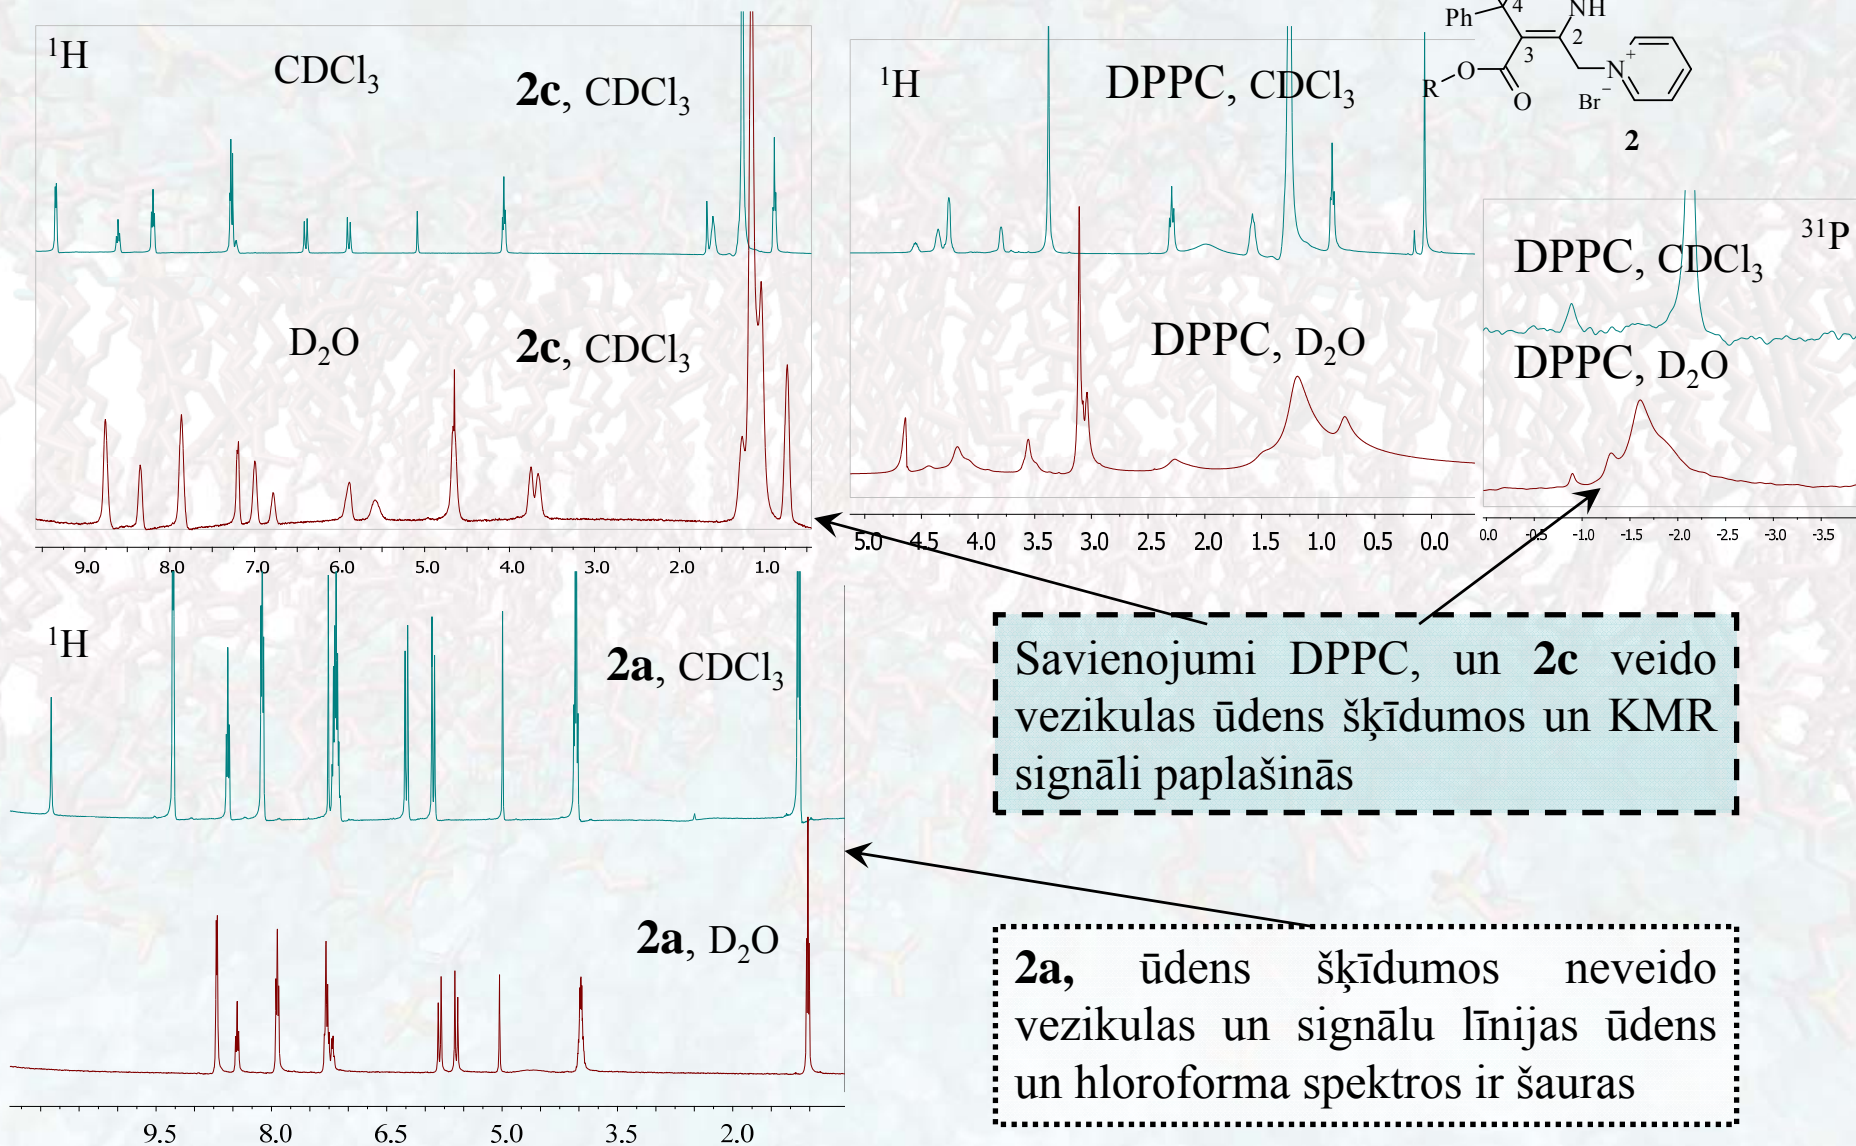 ¹H
CDCl₃
2c, CDCl₃
D₂O
2c, CDCl₃
9.0 8.0 7.0 6.0 5.0 4.0 3.0 2.0 1.0
¹H
DPPC, CDCl₃
DPPC, D₂O
5.0 4.5 4.0 3.5 3.0 2.5 2.0 1.5 1.0 0.5 0.0
Ph
4
NH
3
2
R
O
O
N
+
Br⁻
2
³¹P
DPPC, CDCl₃
DPPC, D₂O
0.0 -0.5 -1.0 -1.5 -2.0 -2.5 -3.0 -3.5
¹H
2a, CDCl₃
2a, D₂O
9.5 8.0 6.5 5.0 3.5 2.0
Savienojumi DPPC, un 2c veido
vezikulas ūdens šķīdumos un KMR
signāli paplašinās
2a, ūdens šķīdumos neveido
vezikulas un signālu līnijas ūdens
un hloroforma spektros ir šauras